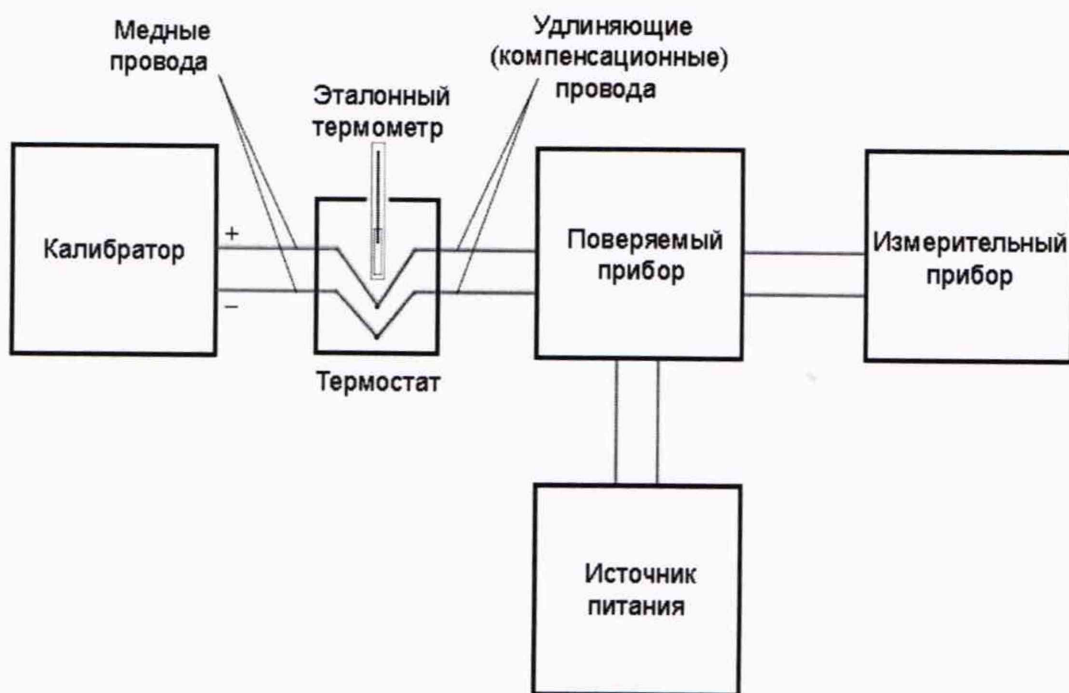 Медные
провода
Удлиняющие
(компенсационные)
провода
Эталонный
термометр
Калибратор
+
–
Термостат
Поверяемый
прибор
Измерительный
прибор
Источник
питания